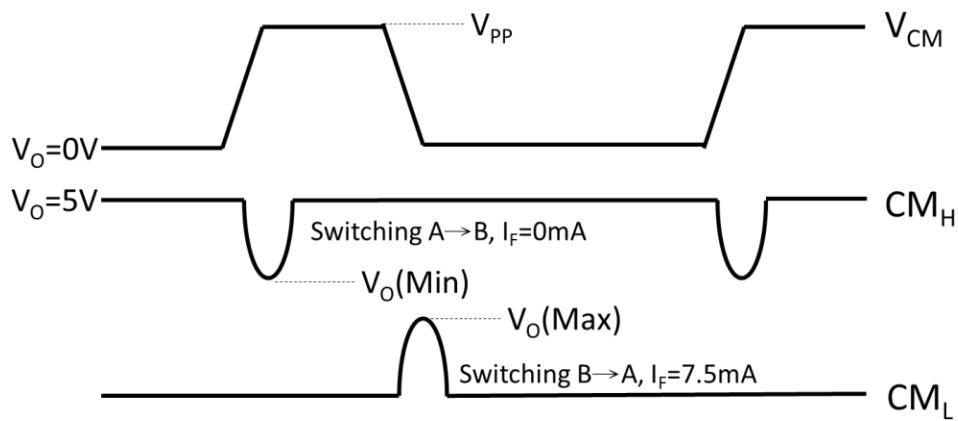 V_PP
V_CM
V_O=0V
V_O=5V
CM_H
Switching A→B, I_F=0mA
V_O(Min)
V_O(Max)
Switching B→A, I_F=7.5mA
CM_L